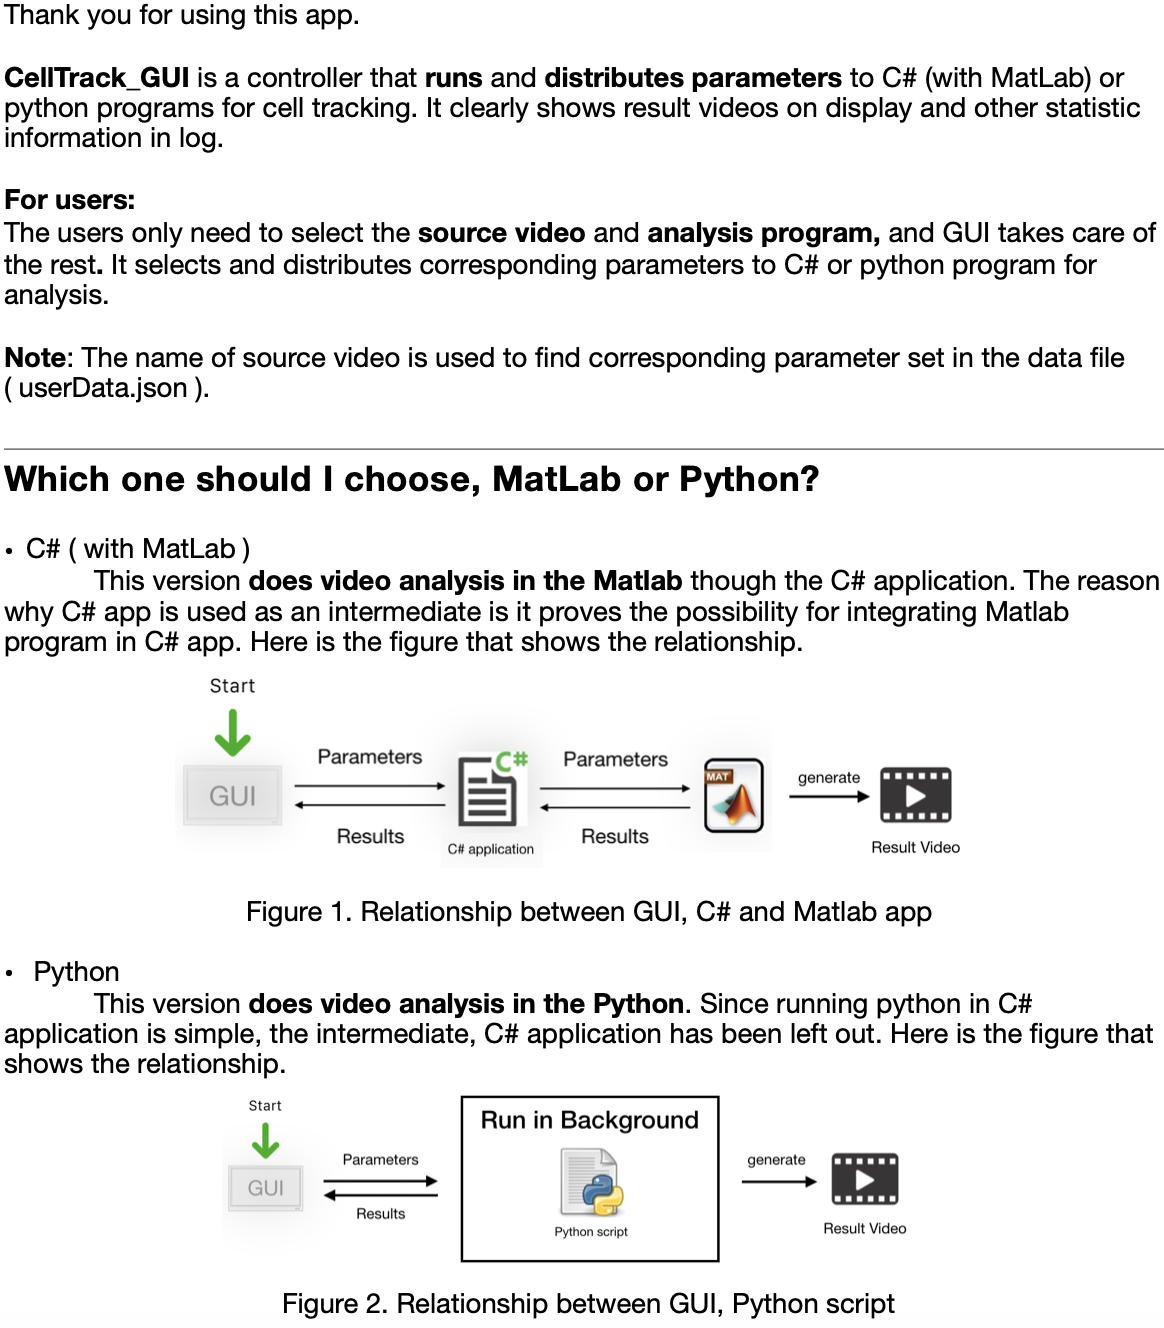 Thank you for using this app.
CellTrack_GUI is a controller that runs and distributes parameters to C# (with MatLab) or
python programs for cell tracking. It clearly shows result videos on display and other statistic
information in log.
For users:
The users only need to select the source video and analysis program, and GUI takes care of
the rest. It selects and distributes corresponding parameters to C# or python program for
analysis.
Note: The name of source video is used to find corresponding parameter set in the data file
( userData.json ).
Which one should I choose, MatLab or Python?
• C# ( with MatLab )
This version does video analysis in the Matlab though the C# application. The reason
why C# app is used as an intermediate is it proves the possibility for integrating Matlab
program in C# app. Here is the figure that shows the relationship.
Start
GUI
Parameters
Results
C#
C# application
Parameters
Results
MAT
generate
Result Video
Figure 1. Relationship between GUI, C# and Matlab app
• Python
This version does video analysis in the Python. Since running python in C#
application is simple, the intermediate, C# application has been left out. Here is the figure that
shows the relationship.
Start
GUI
Parameters
Results
Run in Background
Python script
generate
Result Video
Figure 2. Relationship between GUI, Python script